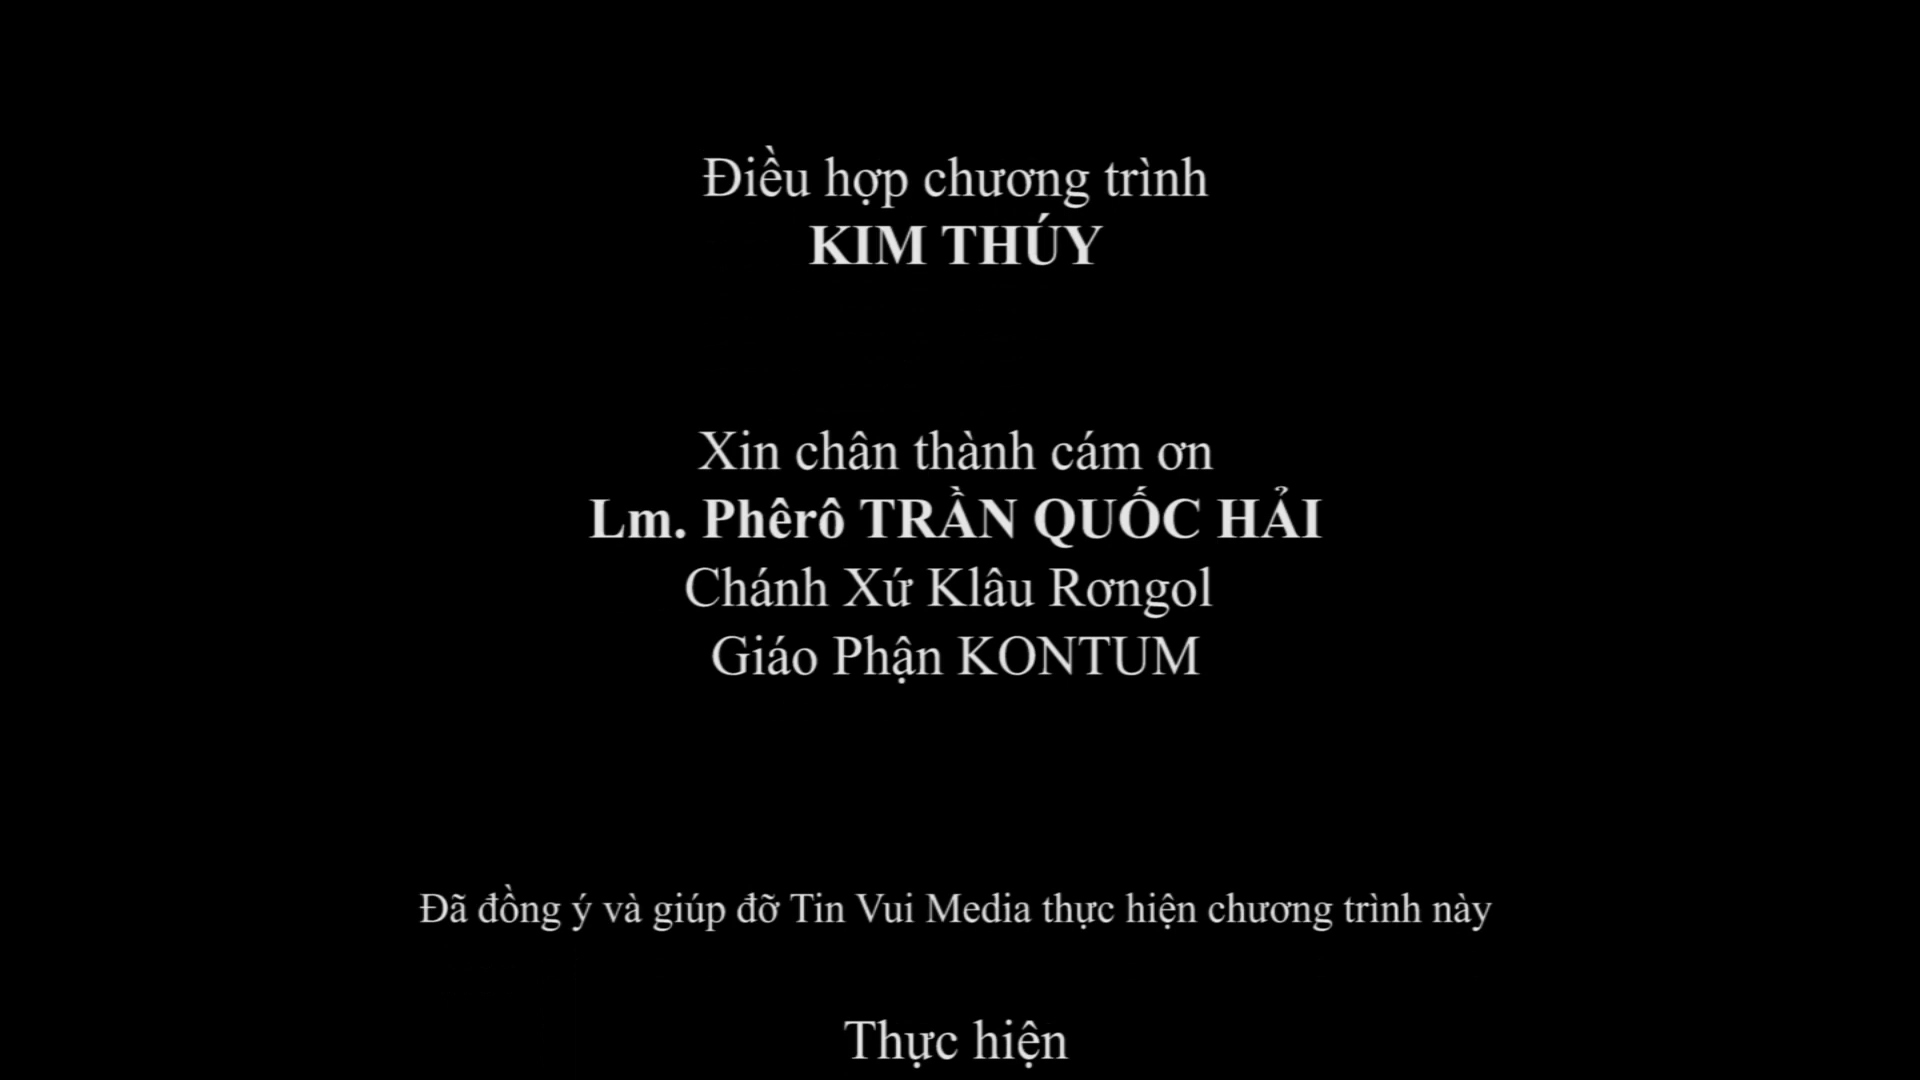 Điều hợp chương trình
KIM THÚY
Xin chân thành cám ơn
Lm. Phêrô TRẦN QUỐC HẢI
Chánh Xứ Klâu Rơngol
Giáo Phận KONTUM
Đã đồng ý và giúp đỡ Tin Vui Media thực hiện chương trình này
Thực hiện